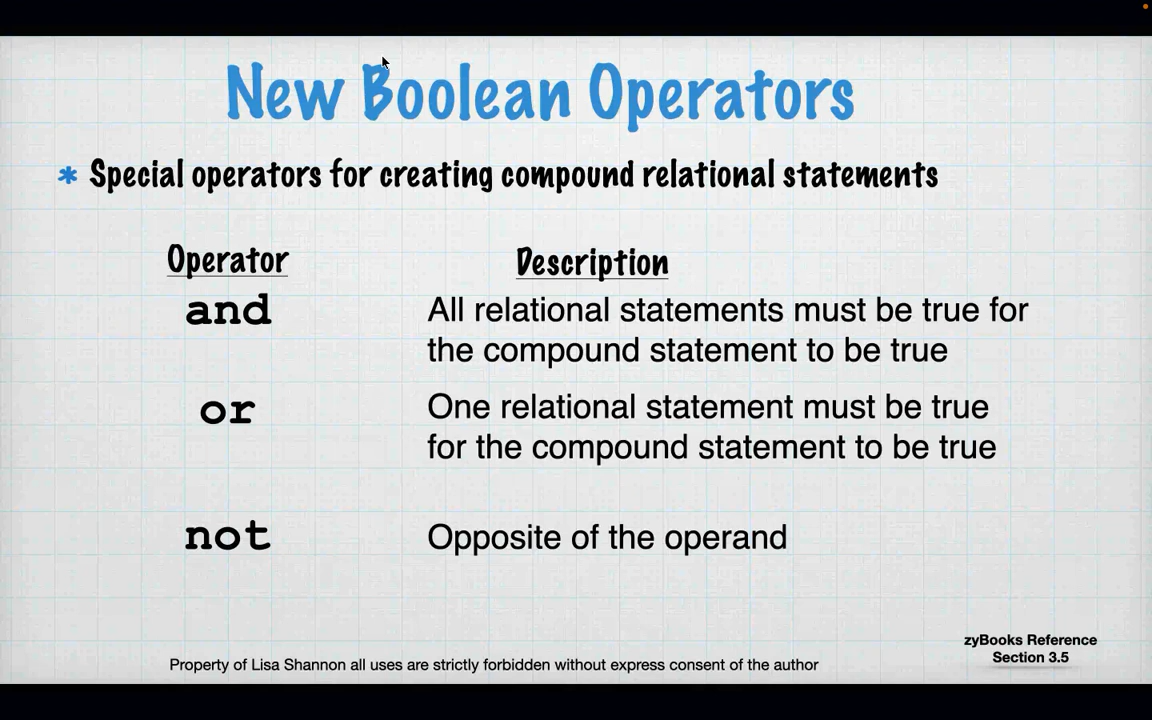 New Boolean Operators
* Special operators for creating compound relational statements
Operator
Description
and
All relational statements must be true for
the compound statement to be true
or
One relational statement must be true
for the compound statement to be true
not
Opposite of the operand
zyBooks Reference
Section 3.5
Property of Lisa Shannon all uses are strictly forbidden without express consent of the author